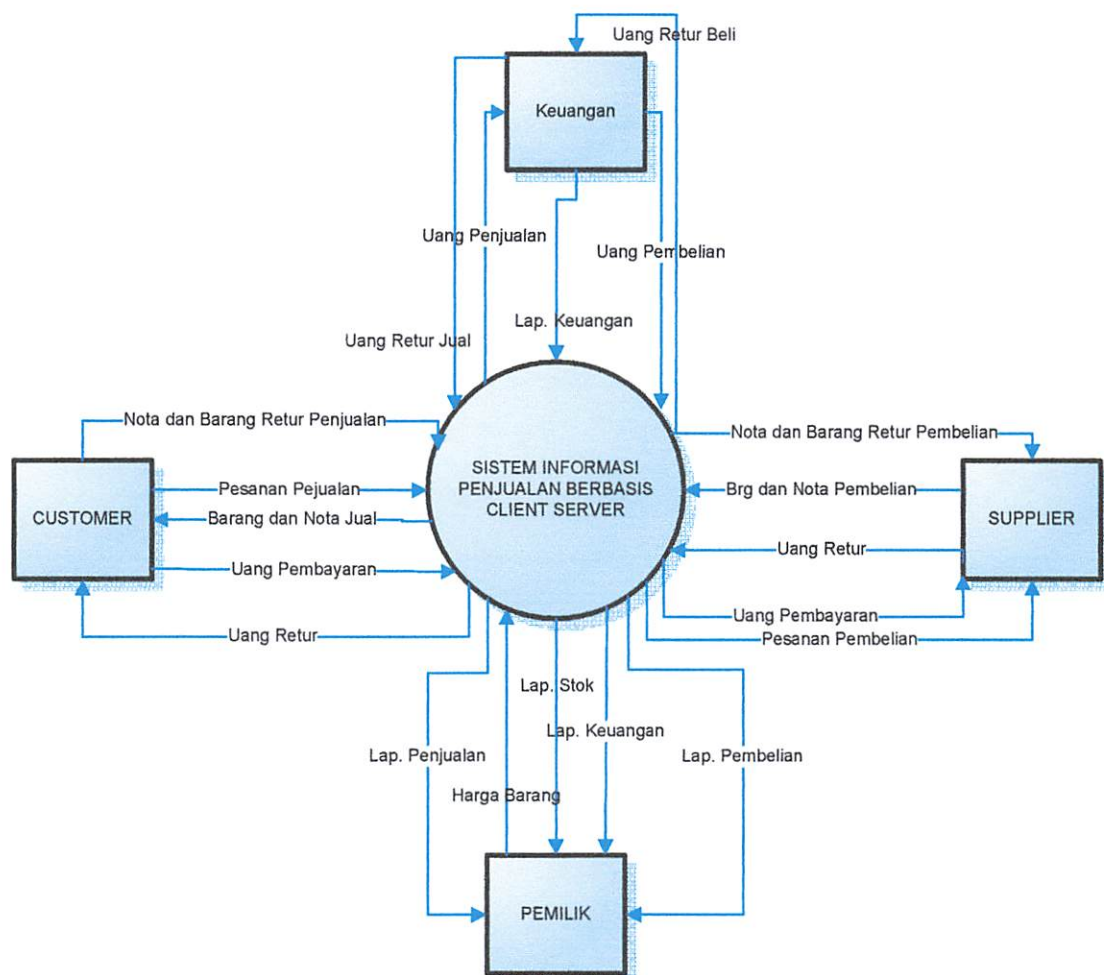 Uang Retur Beli
Keuangan
Uang Penjualan
Uang Pembelian
Lap. Keuangan
Uang Retur Jual
Nota dan Barang Retur Penjualan
Nota dan Barang Retur Pembelian
SISTEM INFORMASI
PENJUALAN BERBASIS
CLIENT SERVER
CUSTOMER
Pesanan Pejualan
Barang dan Nota Jual
Uang Pembayaran
Uang Retur
Brg dan Nota Pembelian
SUPPLIER
Uang Retur
Uang Pembayaran
Pesanan Pembelian
Lap. Stok
Lap. Keuangan
Lap. Penjualan
Lap. Pembelian
Harga Barang
PEMILIK